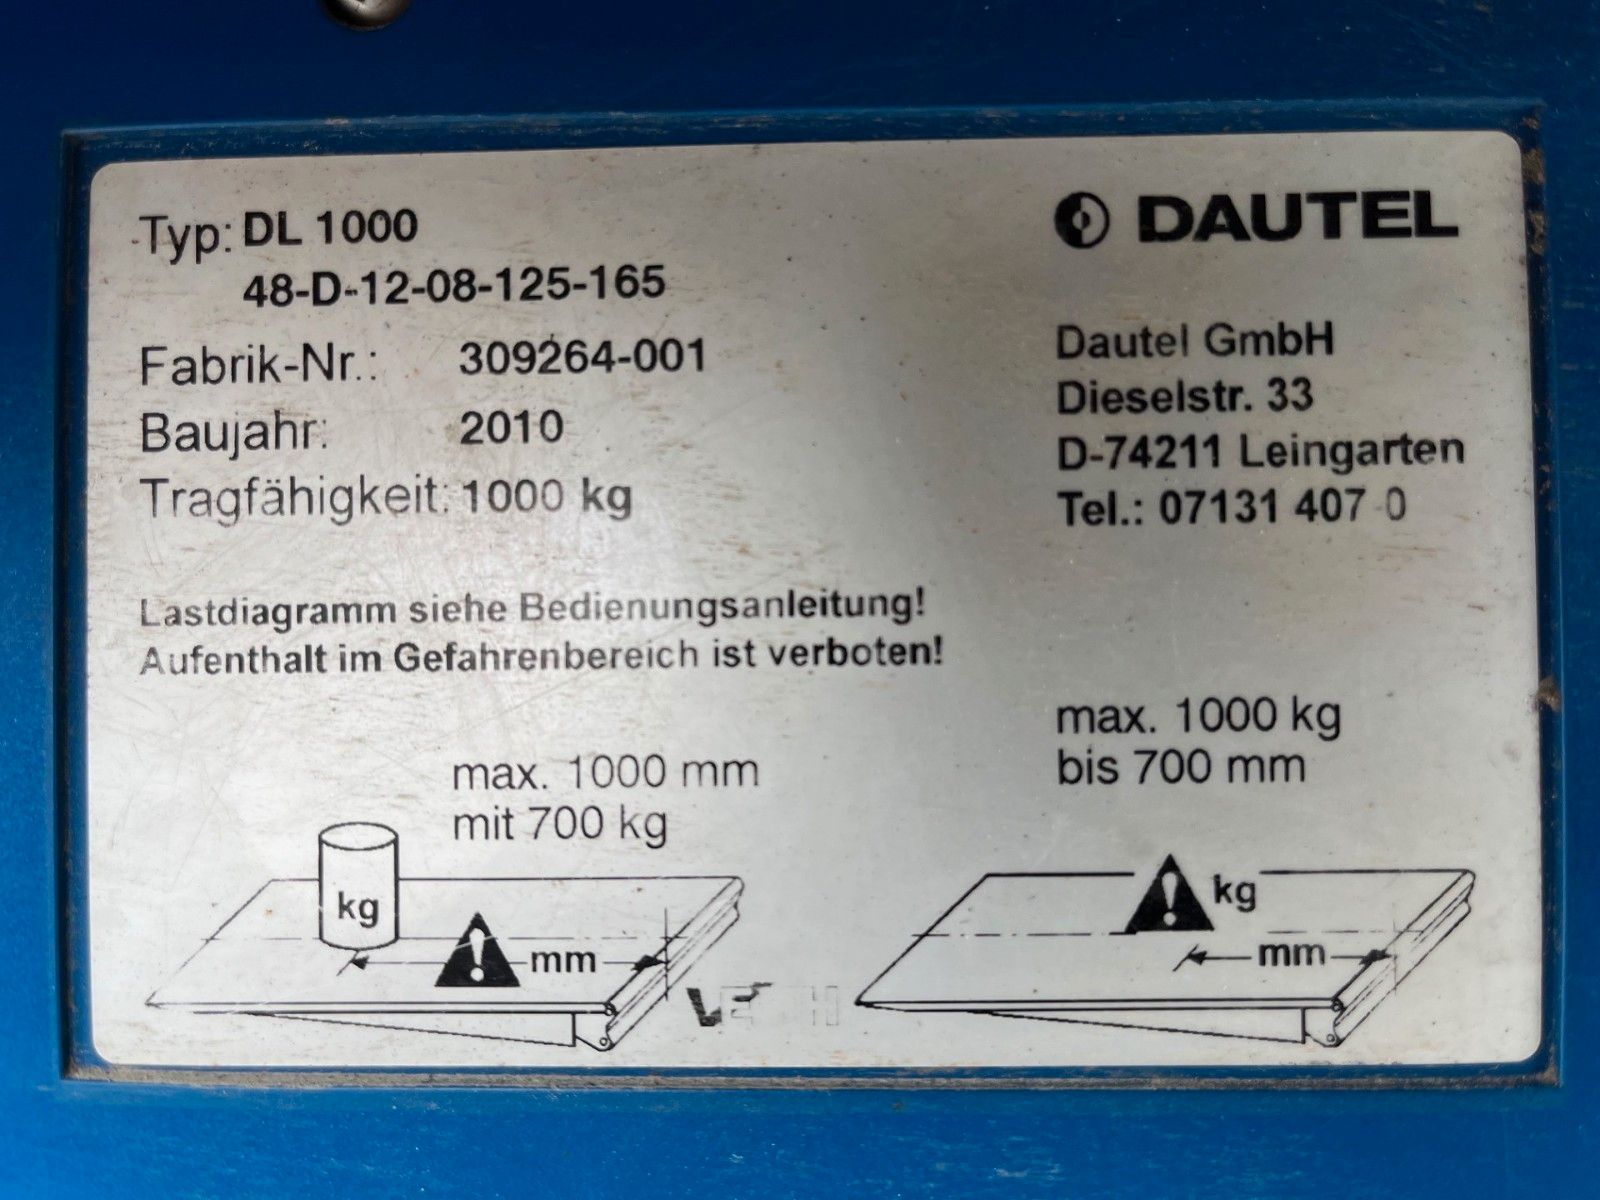 Typ: DL 1000
48-D-12-08-125-165
Fabrik-Nr.: 309264-001
Baujahr: 2010
Tragfähigkeit: 1000 kg
DAUTEL
Dautel GmbH
Dieselstr. 33
D-74211 Leingarten
Tel.: 07131 407-0
Lastdiagramm siehe Bedienungsanleitung!
Aufenthalt im Gefahrenbereich ist verboten!
max. 1000 mm
mit 700 kg
kg
mm
max. 1000 kg
bis 700 mm
kg
mm